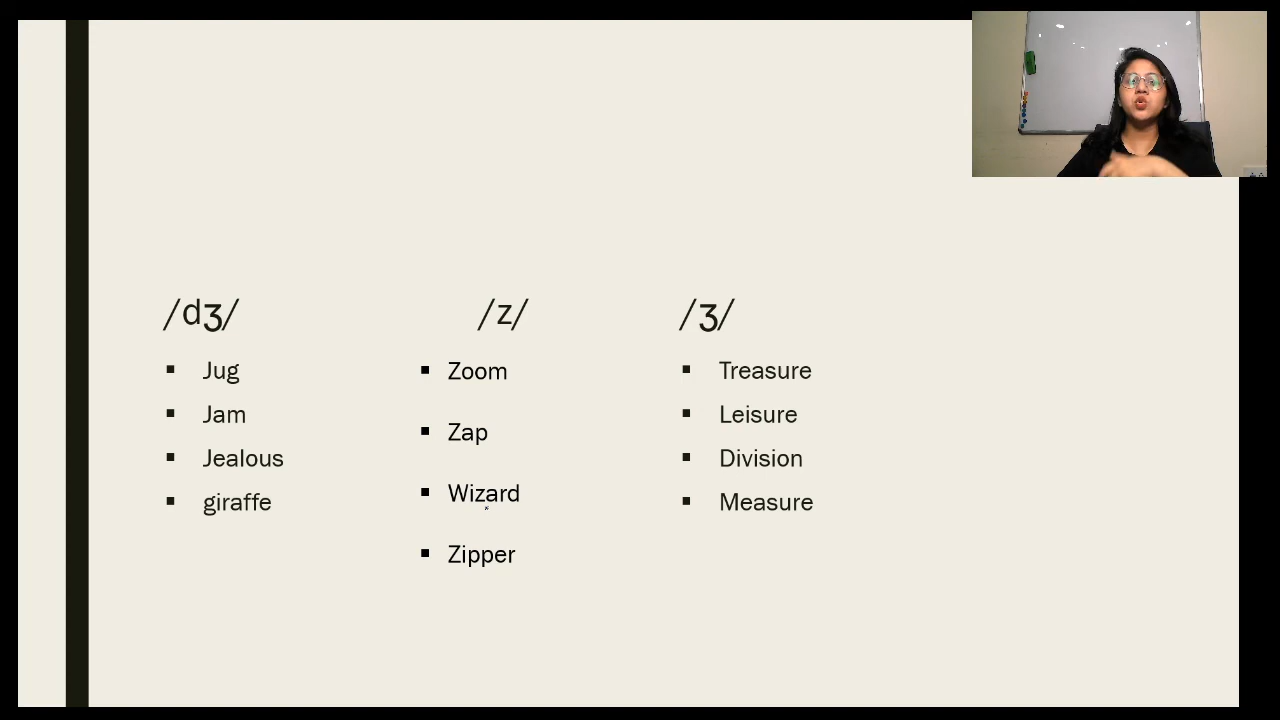 /dʒ/
Jug
Jam
Jealous
giraffe
/z/
Zoom
Zap
Wizard
Zipper
/ʒ/
Treasure
Leisure
Division
Measure